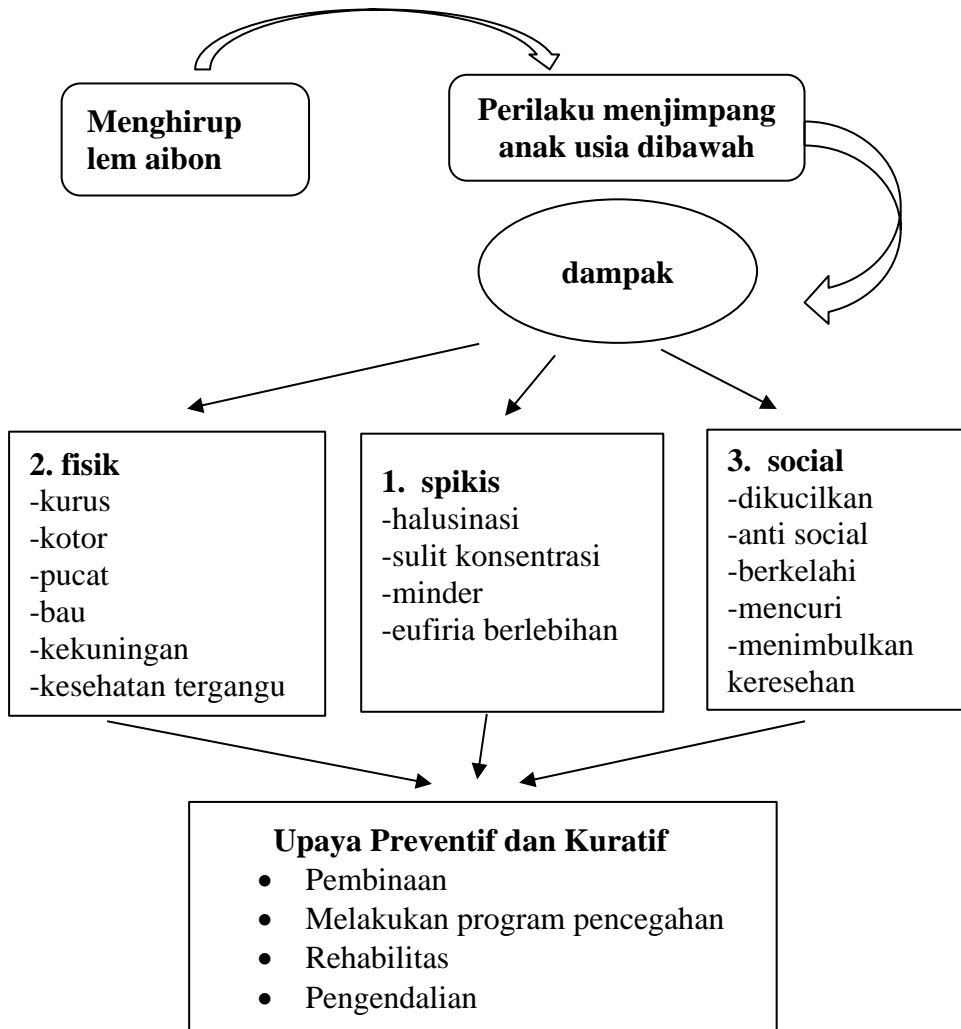 Menghirup
lem aibon
Perilaku menjimpang
anak usia dibawah
dampak
2. fisik
-kurus
-kotor
-pucat
-bau
-kekuningan
-kesehatan tergangu
1. spikis
-halusinasi
-sulit konsentrasi
-minder
-eufiria berlebihan
3. social
-dikucilkan
-anti social
-berkelahi
-mencuri
-menimbulkan
keresehan
Upaya Preventif dan Kuratif
• Pembinaan
• Melakukan program pencegahan
• Rehabilitas
• Pengendalian